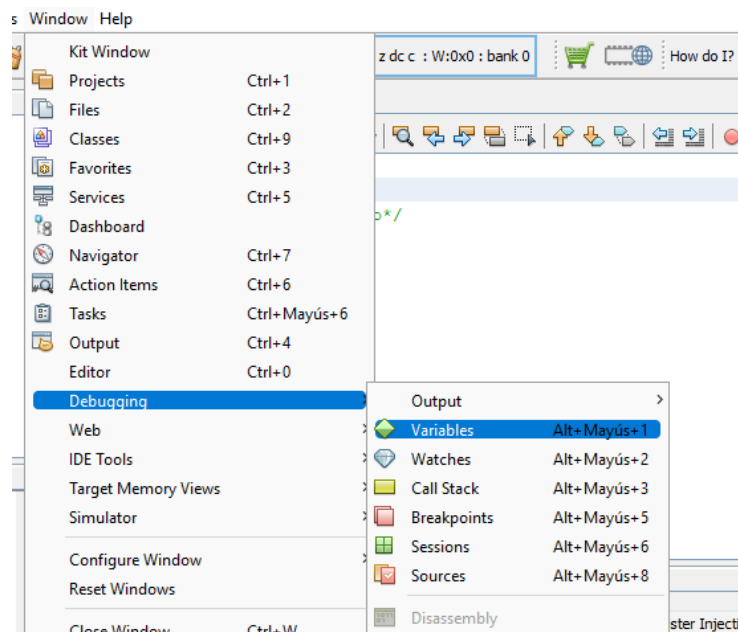 s Window Help
Kit Window
z dc c : W:0x0 : bank 0
How do I?
Projects Ctrl+1
Files Ctrl+2
Classes Ctrl+9
Favorites Ctrl+3
Services Ctrl+5
o*/
Dashboard
Navigator Ctrl+7
Action Items Ctrl+6
Tasks Ctrl+Mayús+6
Output Ctrl+4
Editor Ctrl+0
Debugging
Output
Web
Variables Alt+Mayús+1
IDE Tools
Watches Alt+Mayús+2
Target Memory Views
Call Stack Alt+Mayús+3
Simulator
Breakpoints Alt+Mayús+5
Sessions Alt+Mayús+6
Configure Window
Sources Alt+Mayús+8
Reset Windows
Disassembly
Close Window Ctrl+W
ster Injecti